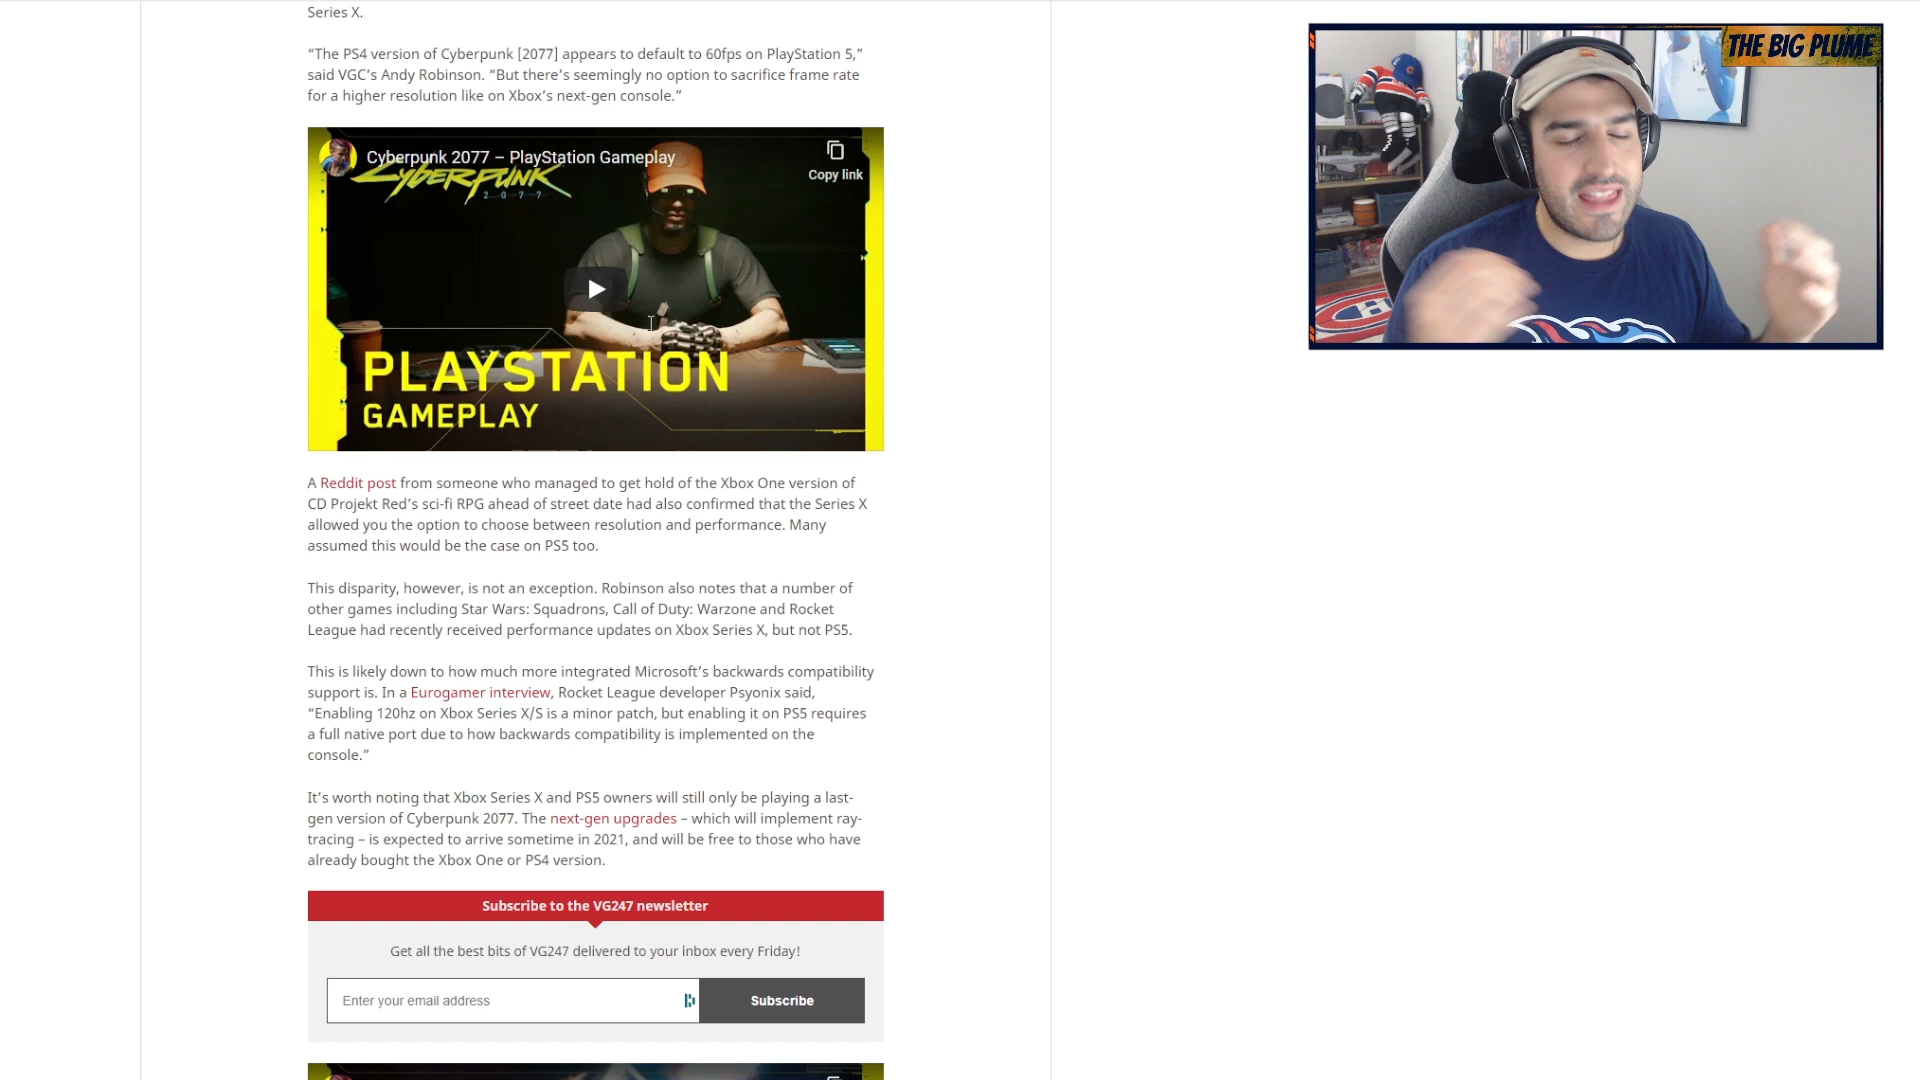 Series X.
“The PS4 version of Cyberpunk [2077] appears to default to 60fps on PlayStation 5,”
said VGC’s Andy Robinson. “But there’s seemingly no option to sacrifice frame rate
for a higher resolution like on Xbox’s next-gen console.”
THE BIG PLUME
Cyberpunk 2077 – PlayStation Gameplay
Copy link
Cyberpunk
2077
PLAYSTATION
GAMEPLAY
A Reddit post from someone who managed to get hold of the Xbox One version of
CD Projekt Red’s sci-fi RPG ahead of street date had also confirmed that the Series X
allowed you the option to choose between resolution and performance. Many
assumed this would be the case on PS5 too.
This disparity, however, is not an exception. Robinson also notes that a number of
other games including Star Wars: Squadrons, Call of Duty: Warzone and Rocket
League had recently received performance updates on Xbox Series X, but not PS5.
This is likely down to how much more integrated Microsoft’s backwards compatibility
support is. In a Eurogamer interview, Rocket League developer Psyonix said,
“Enabling 120hz on Xbox Series X/S is a minor patch, but enabling it on PS5 requires
a full native port due to how backwards compatibility is implemented on the
console.”
It’s worth noting that Xbox Series X and PS5 owners will still only be playing a last-
gen version of Cyberpunk 2077. The next-gen upgrades – which will implement ray-
tracing – is expected to arrive sometime in 2021, and will be free to those who have
already bought the Xbox One or PS4 version.
Subscribe to the VG247 newsletter
Get all the best bits of VG247 delivered to your inbox every Friday!
Enter your email address
Subscribe